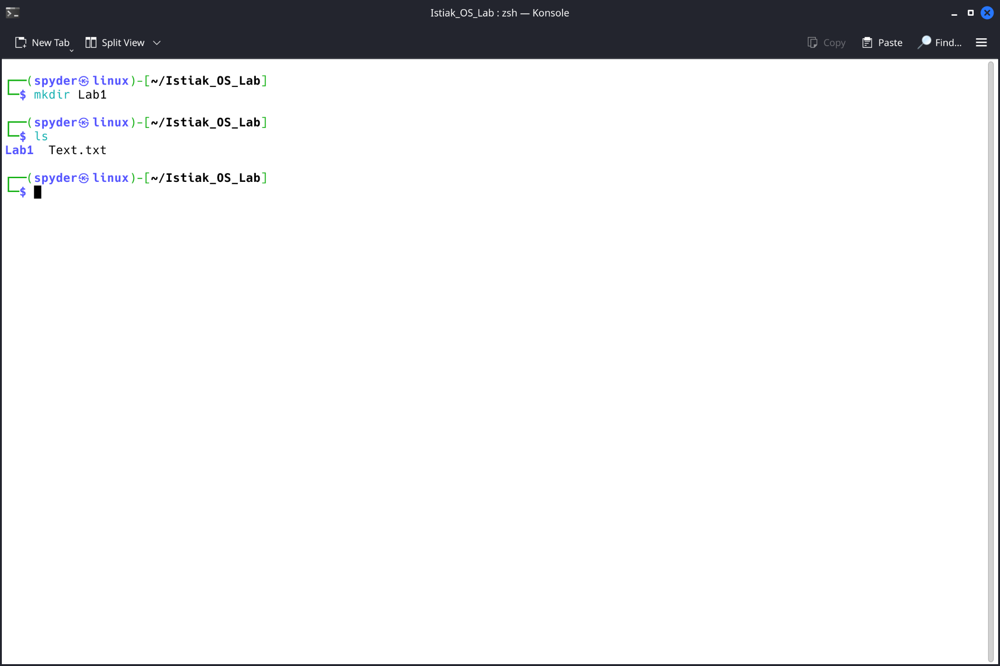 Istiak_OS_Lab : zsh — Konsole
New Tab Split View Copy Paste Find...
┌──(spyder㉿linux)-[~/Istiak_OS_Lab]
└─$ mkdir Lab1
┌──(spyder㉿linux)-[~/Istiak_OS_Lab]
└─$ ls
Lab1  Text.txt
┌──(spyder㉿linux)-[~/Istiak_OS_Lab]
└─$